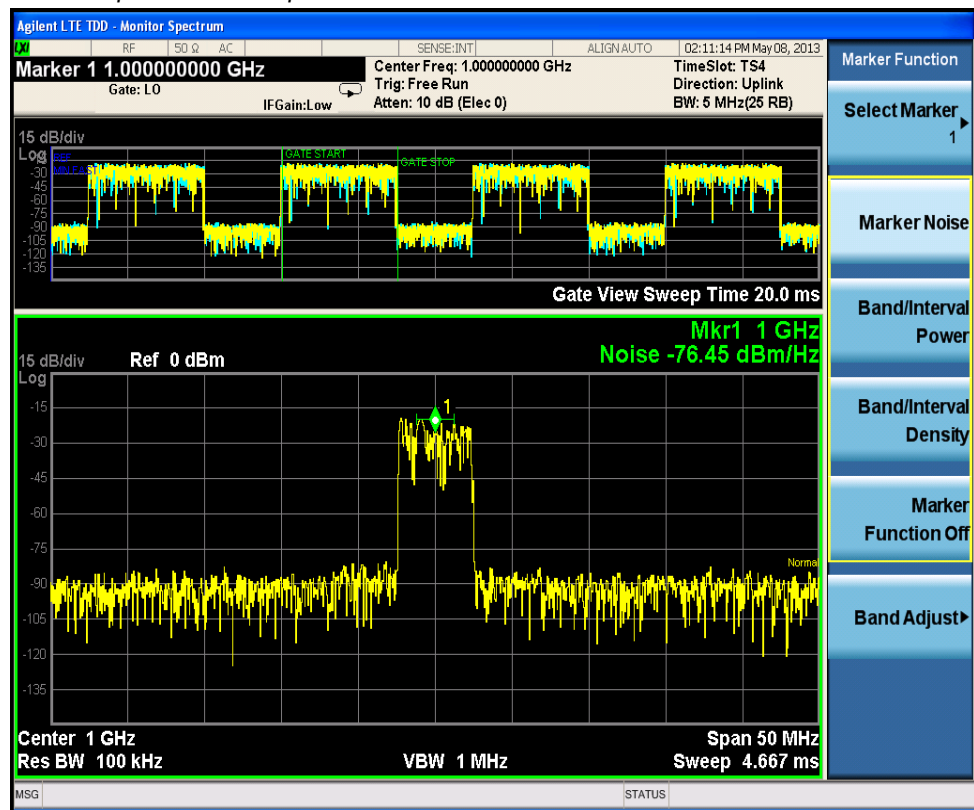 Agilent LTE TDD - Monitor Spectrum
LXI RF 50 Ω AC SENSE:INT ALIGN AUTO 02:11:14 PM May 08, 2013
Marker 1 1.000000000 GHz
Gate: LO
IFGain:Low
Center Freq: 1.000000000 GHz
Trig: Free Run
Atten: 10 dB (Elec 0)
TimeSlot: TS4
Direction: Uplink
BW: 5 MHz(25 RB)
15 dB/div
Log
GATE START
GATE STOP
-30
-45
-60
-75
-90
-105
-120
-135
Gate View Sweep Time 20.0 ms
Mkr1 1 GHz
Noise -76.45 dBm/Hz
15 dB/div Ref 0 dBm
Log
1
-15
-30
-45
-60
-75
Normal
-90
-105
-120
-135
Center 1 GHz Span 50 MHz
Res BW 100 kHz VBW 1 MHz Sweep 4.667 ms
MSG STATUS
Marker Function
Select Marker
1
Marker Noise
Band/Interval
Power
Band/Interval
Density
Marker
Function Off
Band Adjust